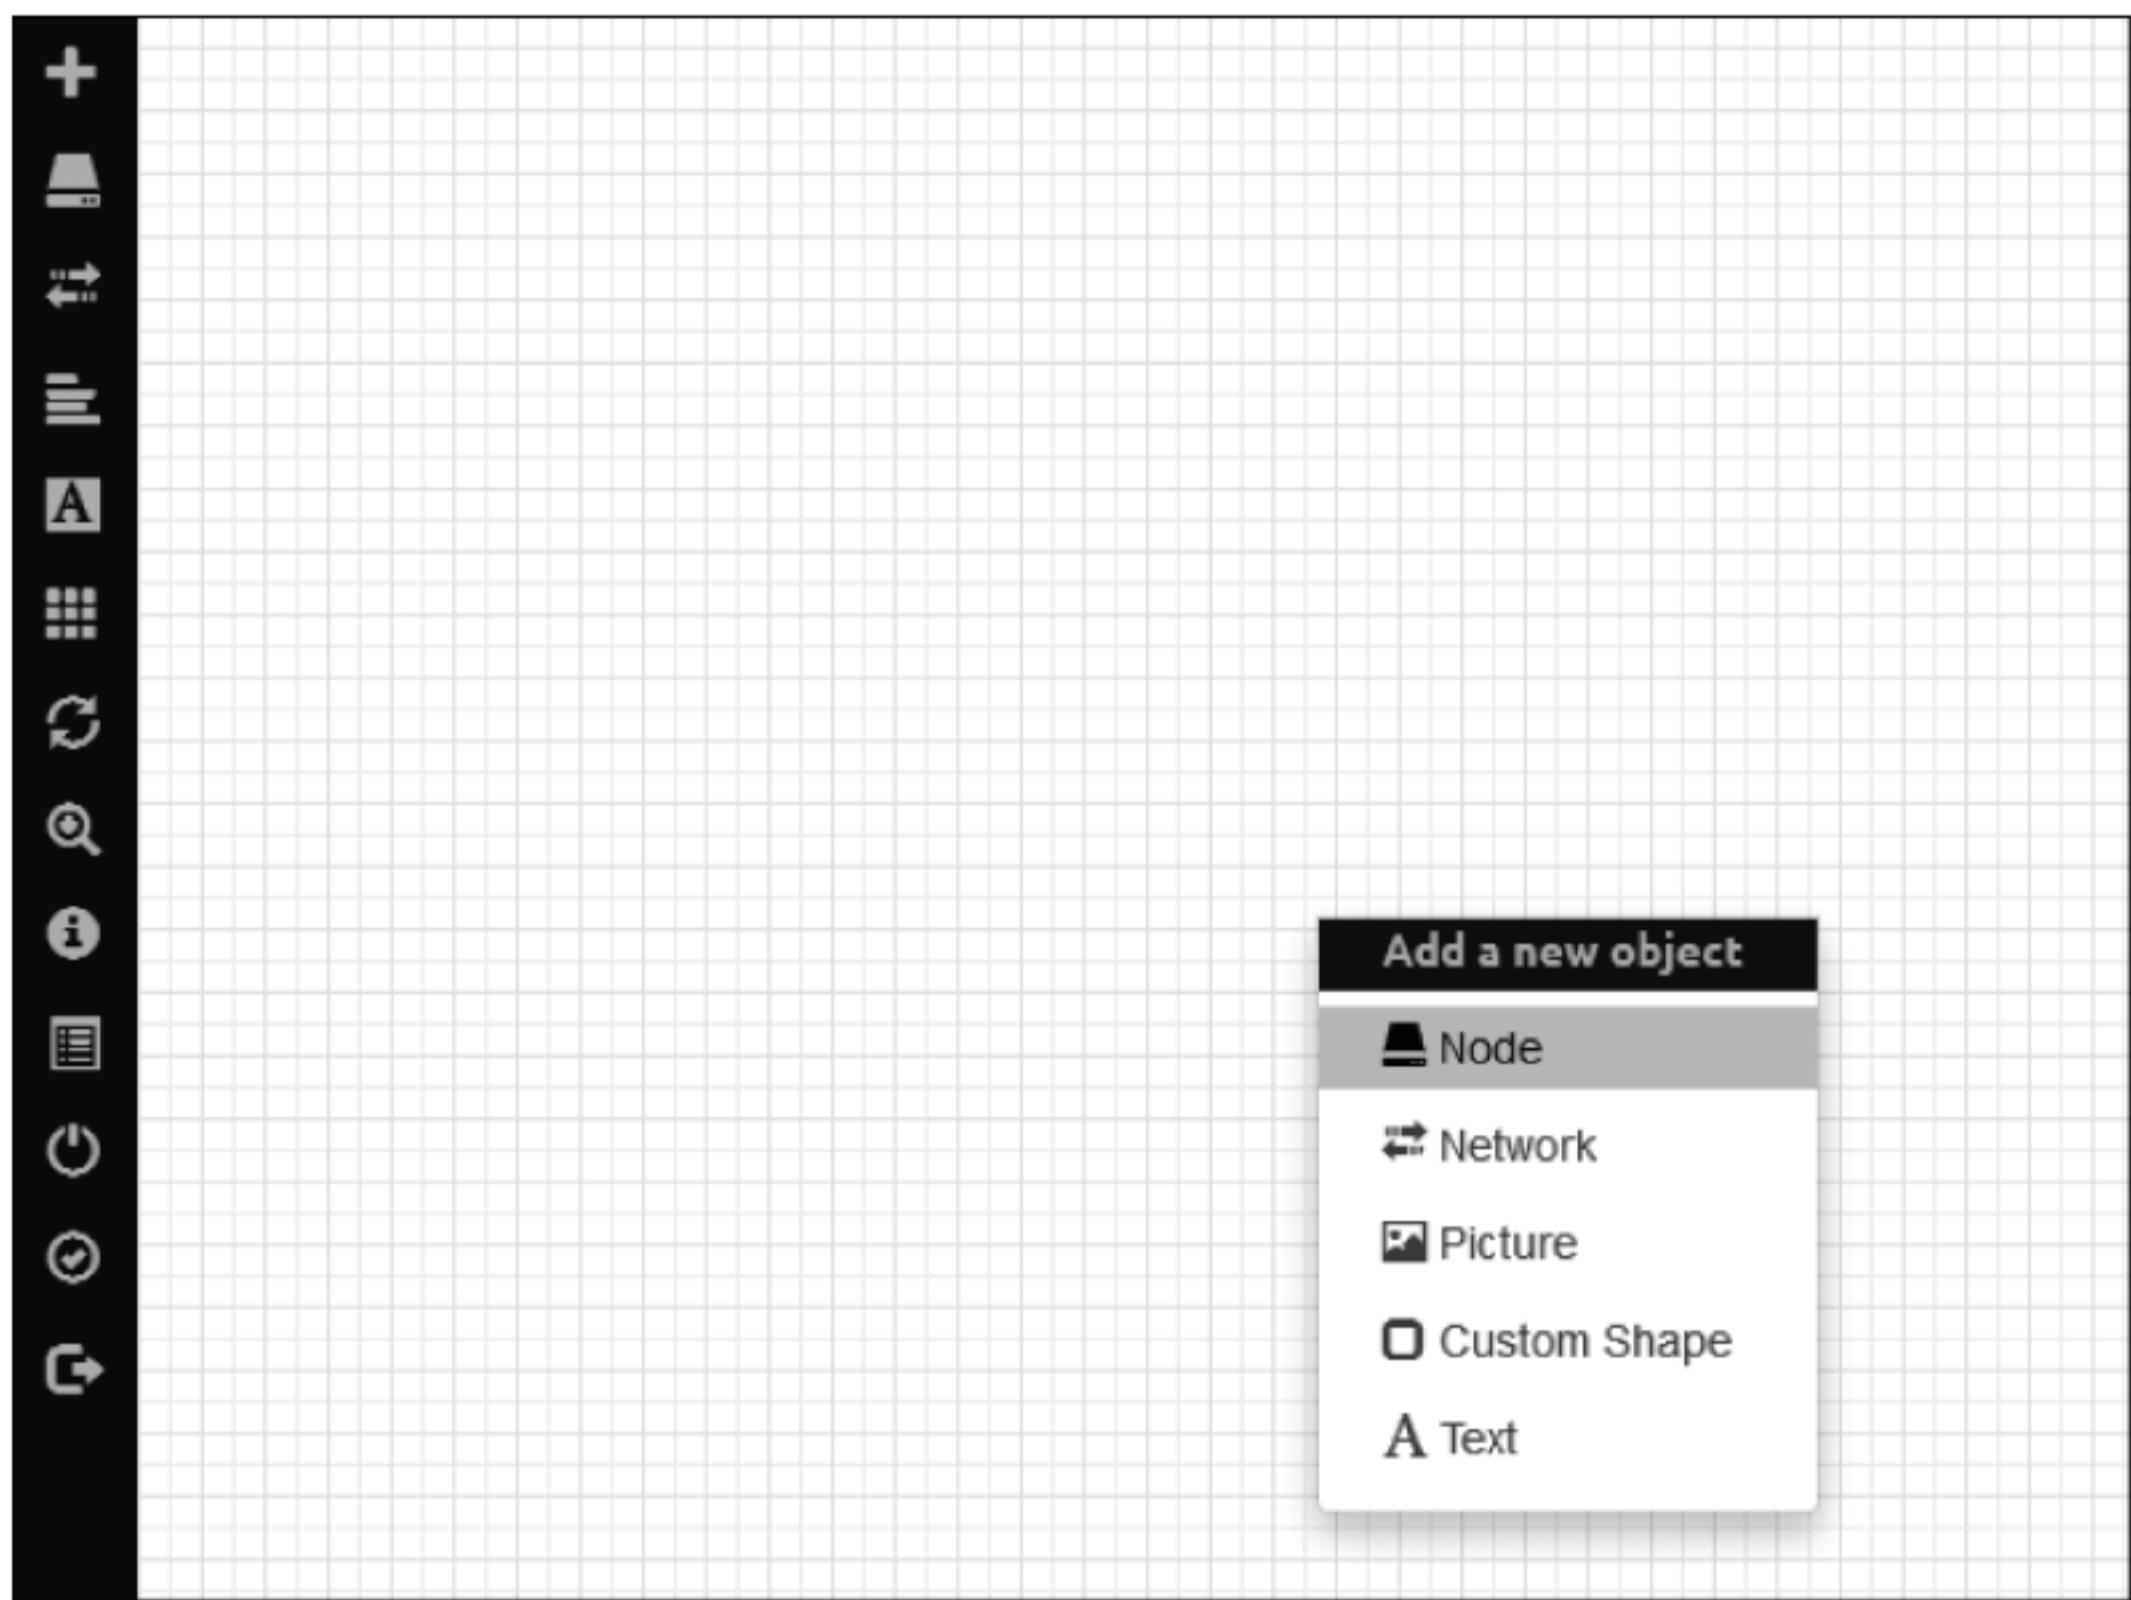 Add a new object
Node
Network
Picture
Custom Shape
Text